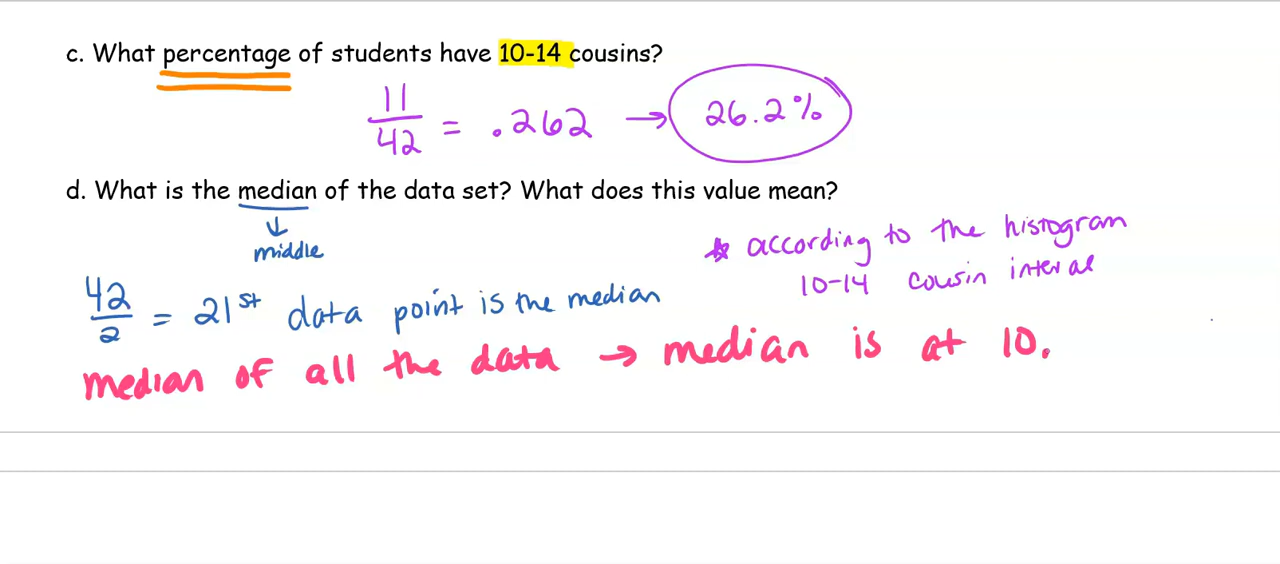 c. What percentage of students have 10-14 cousins?
11
42
= .262 → 26.2%
d. What is the median of the data set? What does this value mean?
↓
middle
* according to the histogram
10-14 cousin interval
42
2
= 21st data point is the median
median of all the data → median is at 10.